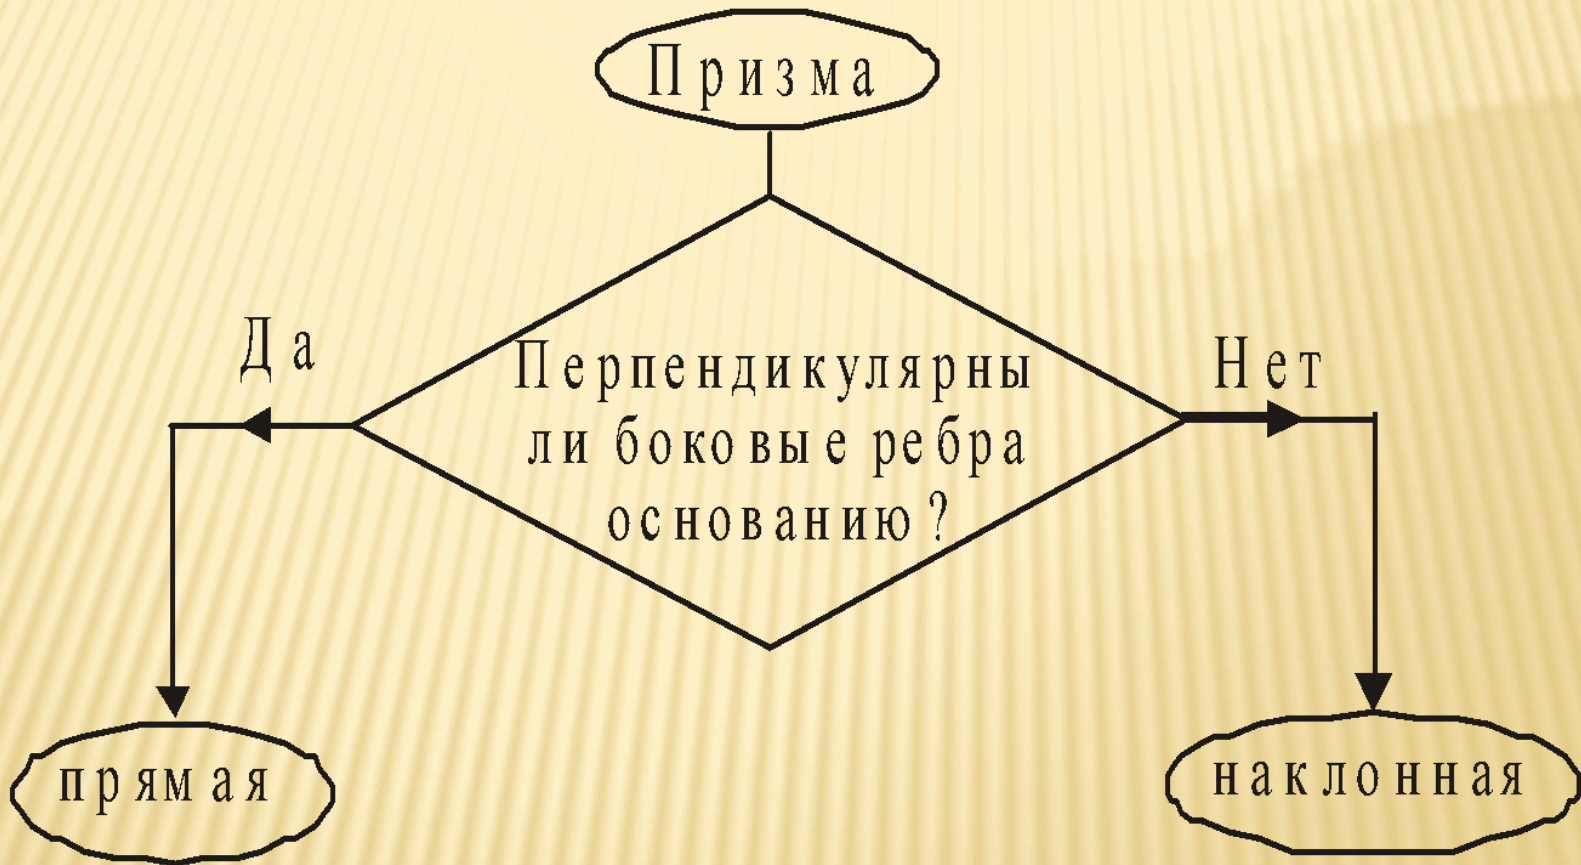 Призма
Да
Нет
Перпендикулярны
ли боковые ребра
основанию?
прямая
наклонная